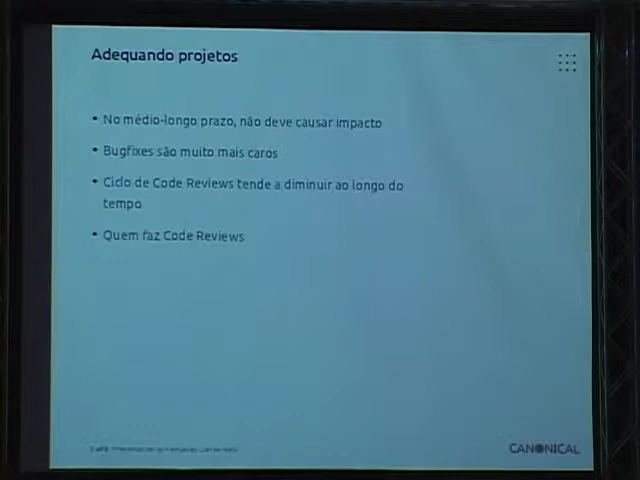 Adequando projetos
• No médio-longo prazo, não deve causar impacto
• Bugfixes são muito mais caros
• Ciclo de Code Reviews tende a diminuir ao longo do
tempo
• Quem faz Code Reviews
CANONICAL